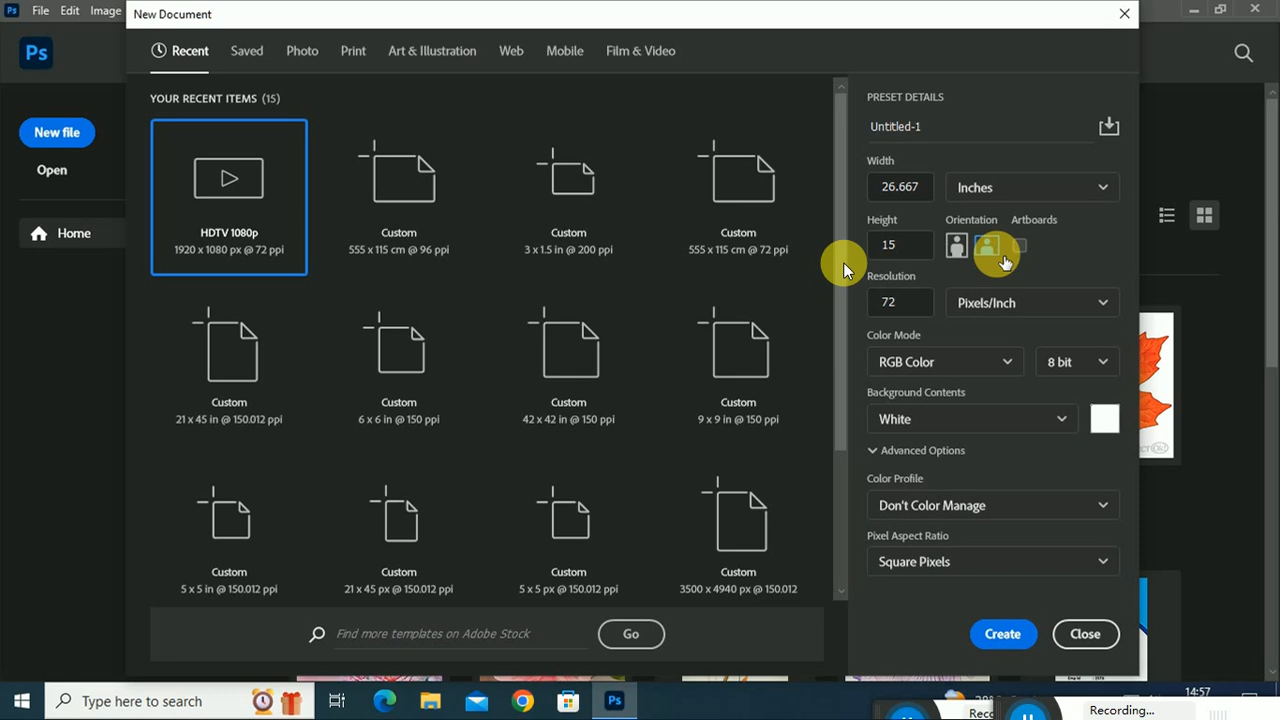 Ps
File Edit Image
New Document
Ps
New file
Open
Home
Recent Saved Photo Print Art & Illustration Web Mobile Film & Video
YOUR RECENT ITEMS (15)
HDTV 1080p
1920 x 1080 px @ 72 ppi
Custom
555 x 115 cm @ 96 ppi
Custom
3 x 1.5 in @ 200 ppi
Custom
555 x 115 cm @ 72 ppi
Custom
21 x 45 in @ 150.012 ppi
Custom
6 x 6 in @ 150 ppi
Custom
42 x 42 in @ 150 ppi
Custom
9 x 9 in @ 150 ppi
Custom
5 x 5 in @ 150.012 ppi
Custom
21 x 45 px @ 150.012 ppi
Custom
5 x 5 px @ 150.012 ppi
Custom
3500 x 4940 px @ 150.012
Find more templates on Adobe Stock
Go
PRESET DETAILS
Untitled-1
Width
26.667 Inches
Height Orientation Artboards
15
Resolution
72 Pixels/Inch
Color Mode
RGB Color 8 bit
Background Contents
White
Advanced Options
Color Profile
Don't Color Manage
Pixel Aspect Ratio
Square Pixels
Create Close
Type here to search
Ps
14:57
Recording...